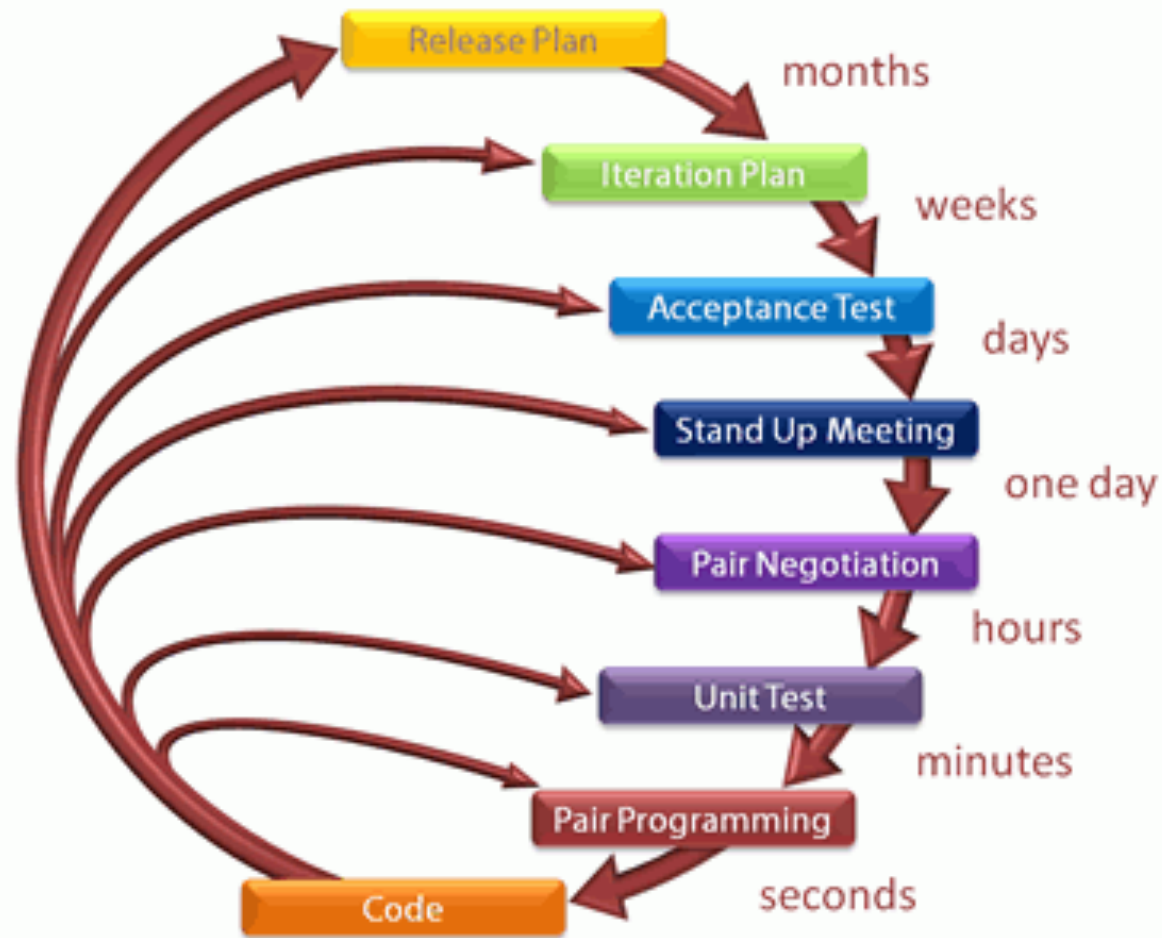 Release Plan
months
Iteration Plan
weeks
Acceptance Test
days
Stand Up Meeting
one day
Pair Negotiation
hours
Unit Test
minutes
Pair Programming
seconds
Code